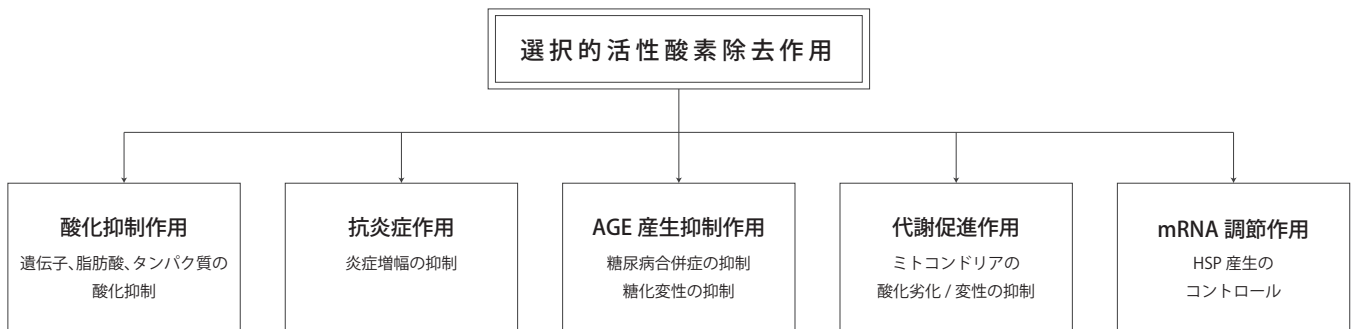 選択的活性酸素除去作用
酸化抑制作用
遺伝子、脂肪酸、タンパク質の
酸化抑制
抗炎症作用
炎症増幅の抑制
AGE 産生抑制作用
糖尿病合併症の抑制
糖化変性の抑制
代謝促進作用
ミトコンドリアの
酸化劣化 / 変性の抑制
mRNA 調節作用
HSP 産生の
コントロール